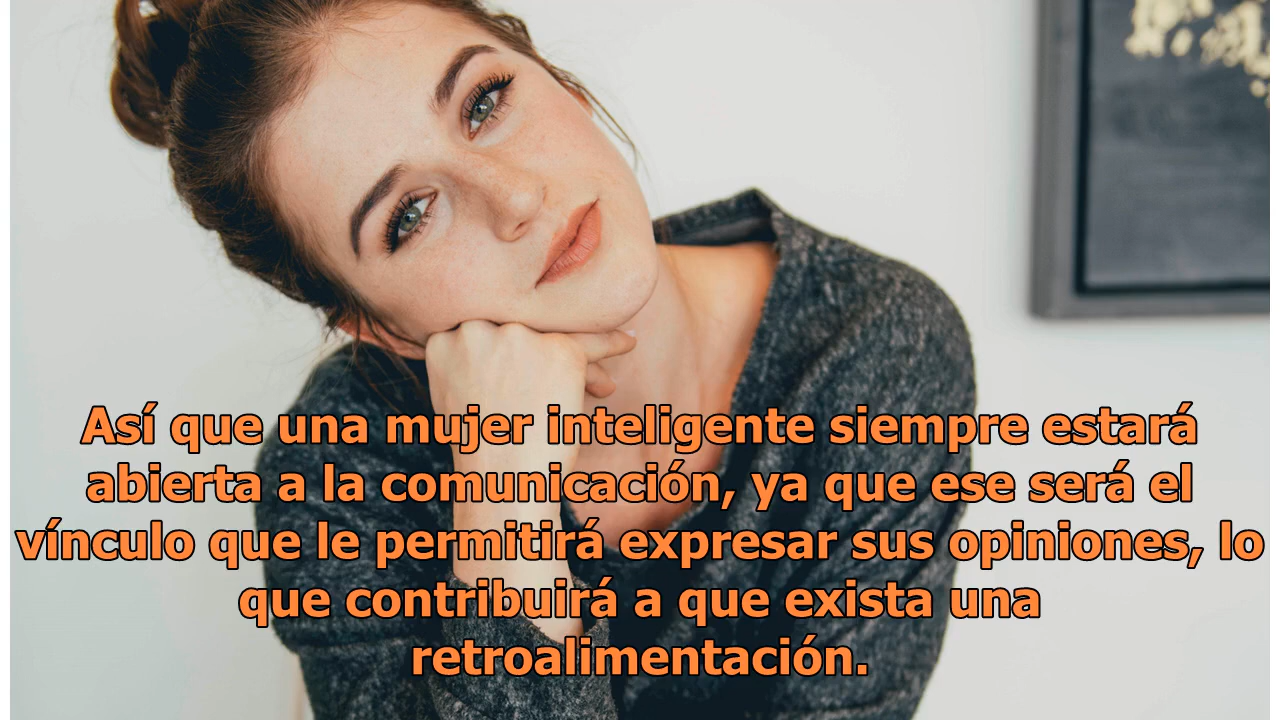 Así que una mujer inteligente siempre estará
abierta a la comunicación, ya que ese será el
vínculo que le permitirá expresar sus opiniones, lo
que contribuirá a que exista una
retroalimentación.